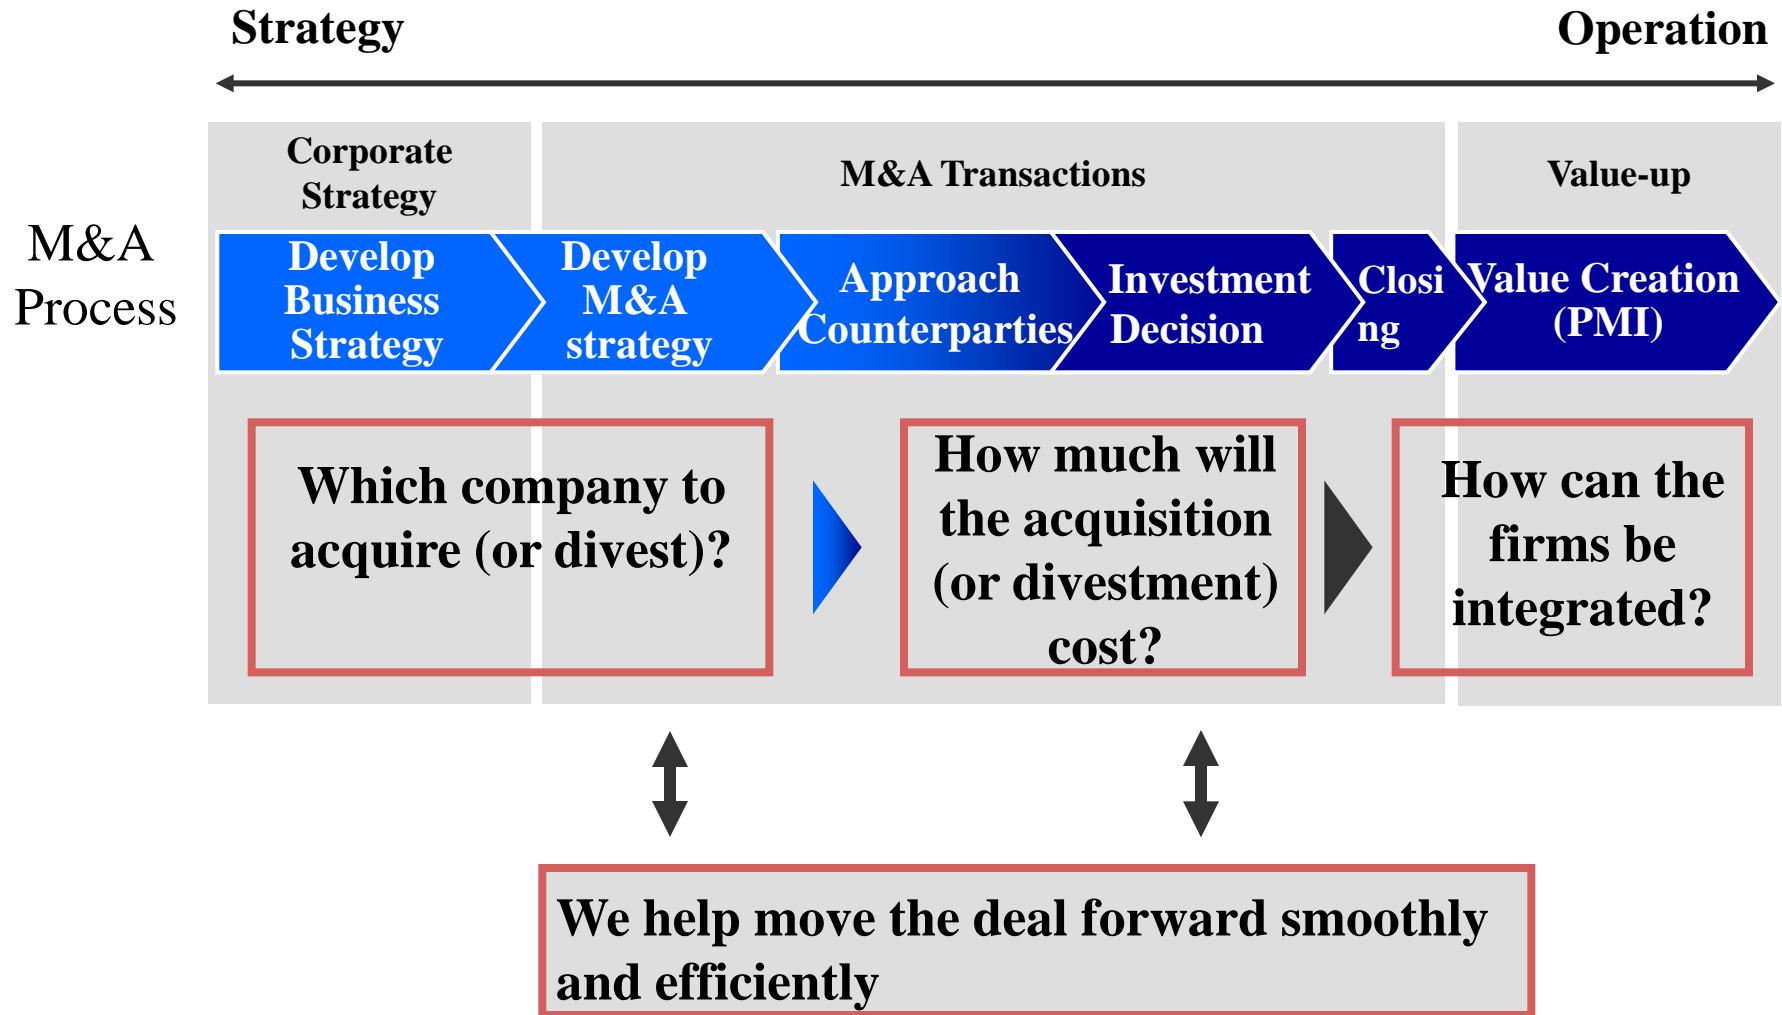 Strategy
Operation
Corporate
Strategy
M&A Transactions
Value-up
M&A
Process
Develop
Business
Strategy
Develop
M&A
strategy
Approach
Counterparties
Investment
Decision
Closi
ng
Value Creation
(PMI)
Which company to
acquire (or divest)?
How much will
the acquisition
(or divestment)
cost?
How can the
firms be
integrated?
We help move the deal forward smoothly
and efficiently